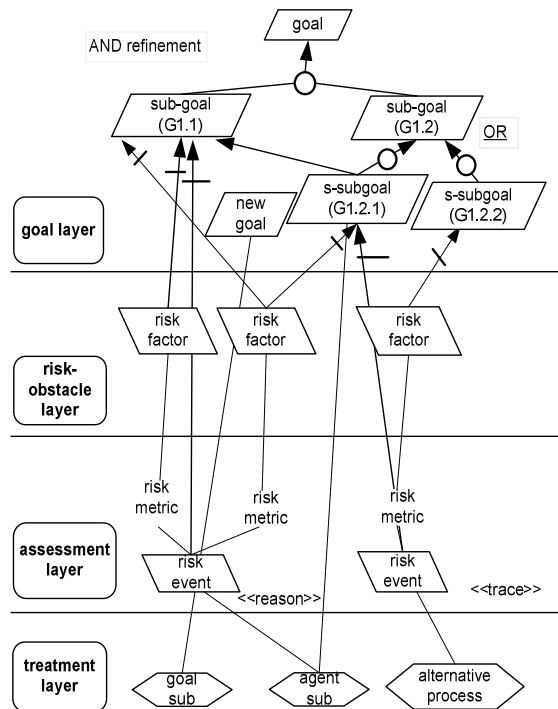 goal
AND refinement
sub-goal
(G1.1)
sub-goal
(G1.2)
OR
new
goal
s-subgoal
(G1.2.1)
s-subgoal
(G1.2.2)
goal layer
risk
factor
risk
factor
risk
factor
risk-
obstacle
layer
risk
metric
risk
metric
risk
metric
assessment
layer
risk
event
<<reason>>
risk
event
<<trace>>
treatment
layer
goal
sub
agent
sub
alternative
process